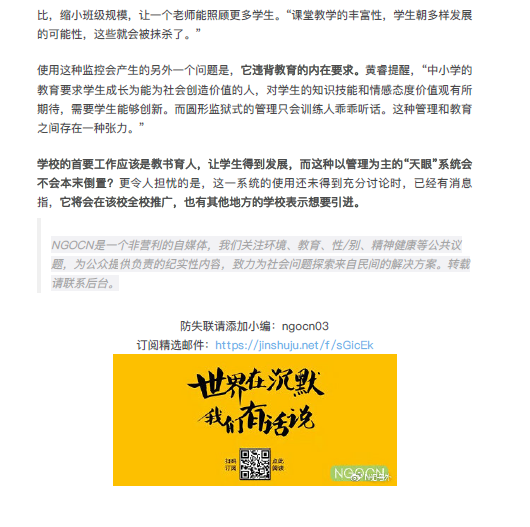 比，缩小班级规模，让一个老师能照顾更多学生。“课堂教学的丰富性，学生朝多样发展
的可能性，这些就会被抹杀了。”
使用这种监控会产生的另外一个问题是，它违背教育的内在要求。黄睿提醒，“中小学的
教育要求学生成长为能为社会创造价值的人，对学生的知识技能和情感态度价值观有所
期待，需要学生能够创新。而圆形监狱式的管理只会训练人乖乖听话。这种管理和教育
之间存在一种张力。”
学校的首要工作应该是教书育人，让学生得到发展，而这种以管理为主的“天眼”系统会
不会本末倒置？更令人担忧的是，这一系统的使用还未得到充分讨论时，已经有消息
指，它将会在该校全校推广，也有其他地方的学校表示想要引进。
NGOCN是一个非营利的自媒体，我们关注环境、教育、性/别、精神健康等公共议
题，为公众提供负责的纪实性内容，致力为社会问题探索来自民间的解决方案。转载
请联系后台。
防失联请添加小编：ngocn03
订阅精选邮件：https://jinshuju.net/f/sGicEk
世界在沉默
我们有话说
扫码 点此
订阅 阅读
NGOCN